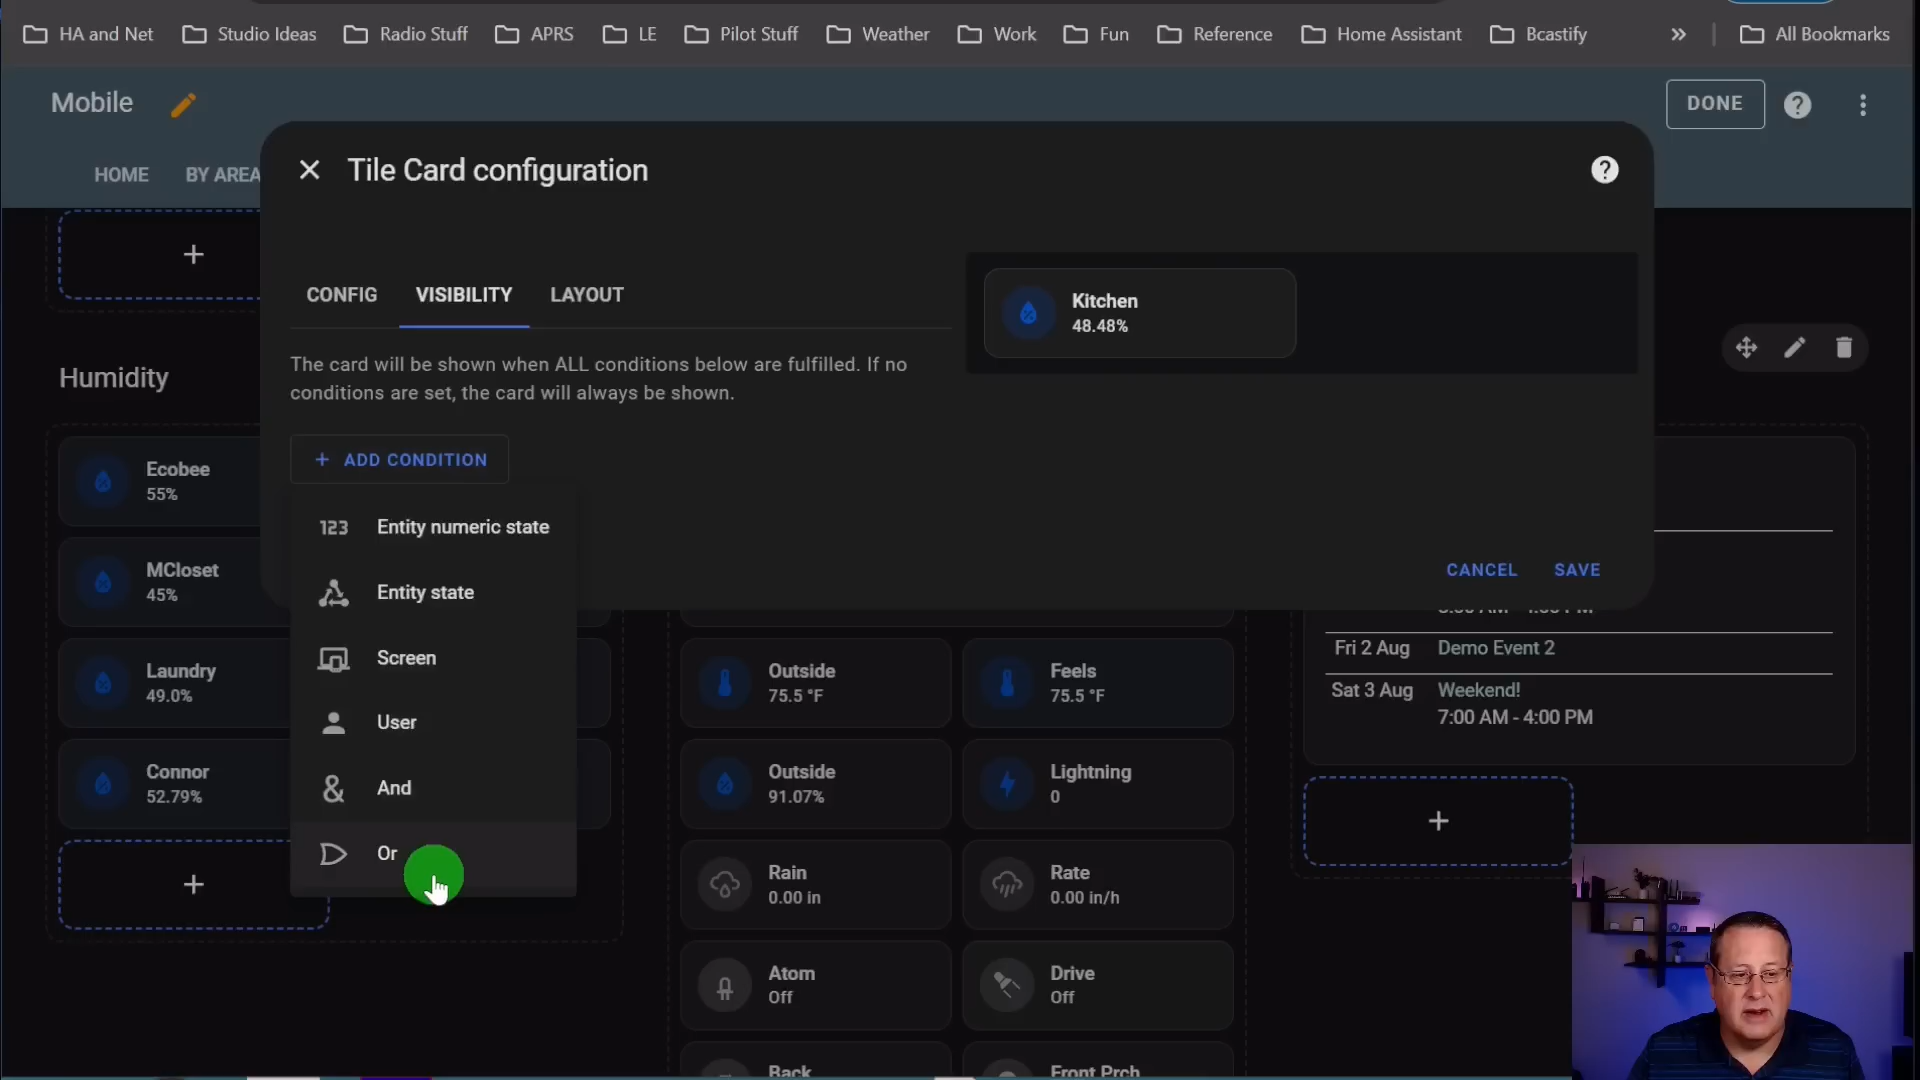 HA and Net
Studio Ideas
Radio Stuff
APRS
LE
Pilot Stuff
Weather
Work
Fun
Reference
Home Assistant
Bcastify
»
All Bookmarks
Mobile
DONE
HOME
BY AREA
Tile Card configuration
CONFIG
VISIBILITY
LAYOUT
The card will be shown when ALL conditions below are fulfilled. If no
conditions are set, the card will always be shown.
+ ADD CONDITION
123 Entity numeric state
Entity state
Screen
User
& And
Or
Kitchen
48.48%
CANCEL
SAVE
Humidity
Ecobee
55%
MCloset
45%
Laundry
49.0%
Connor
52.79%
Outside
75.5 °F
Feels
75.5 °F
Outside
91.07%
Lightning
0
Rain
0.00 in
Rate
0.00 in/h
Atom
Off
Drive
Off
Back
Front Prch
Fri 2 Aug
Demo Event 2
Sat 3 Aug
Weekend!
7:00 AM - 4:00 PM